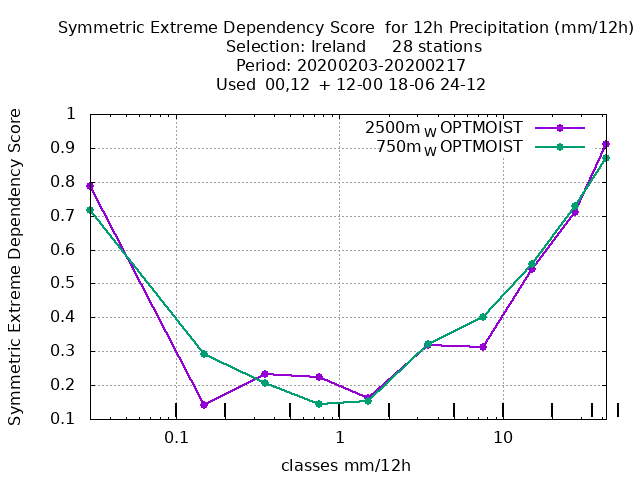 Symmetric Extreme Dependency Score  for 12h Precipitation (mm/12h)
Selection: Ireland     28 stations
Period: 20200203-20200217
Used  00,12  + 12-00 18-06 24-12
Symmetric Extreme Dependency Score
1
0.9
0.8
0.7
0.6
0.5
0.4
0.3
0.2
0.1
2500m W OPTMOIST
750m W OPTMOIST
0.1
1
10
classes mm/12h